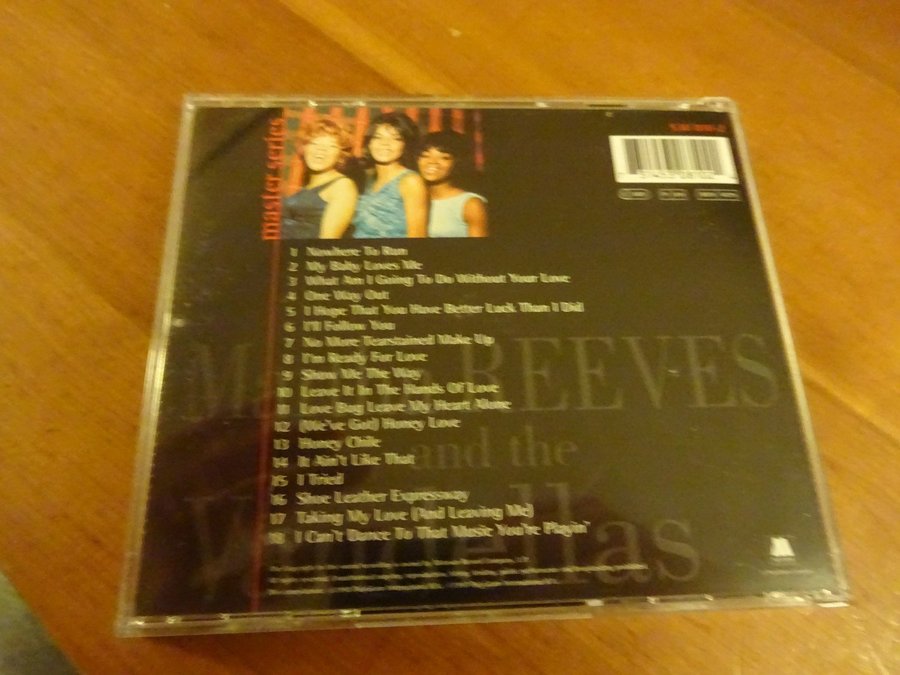 master series
1 Nowhere To Run
2 My Baby Loves Me
3 What Am I Going To Do Without Your Love
4 One Way Out
5 I Hope That You Have Better Luck Than I Did
6 I'll Follow You
7 No More Tearstained Make Up
8 I'm Ready For Love
9 Show Me The Way
10 Leave It In The Hands Of Love
11 Love Bug Leave My Heart Alone
12 (We've Got) Honey Love
13 Honey Chile
14 It Ain't Like That
15 I Tried
16 Shoe Leather Expressway
17 Taking My Love (And Leaving Me)
18 I Can't Dance To That Music You're Playin'
REEVES
and the